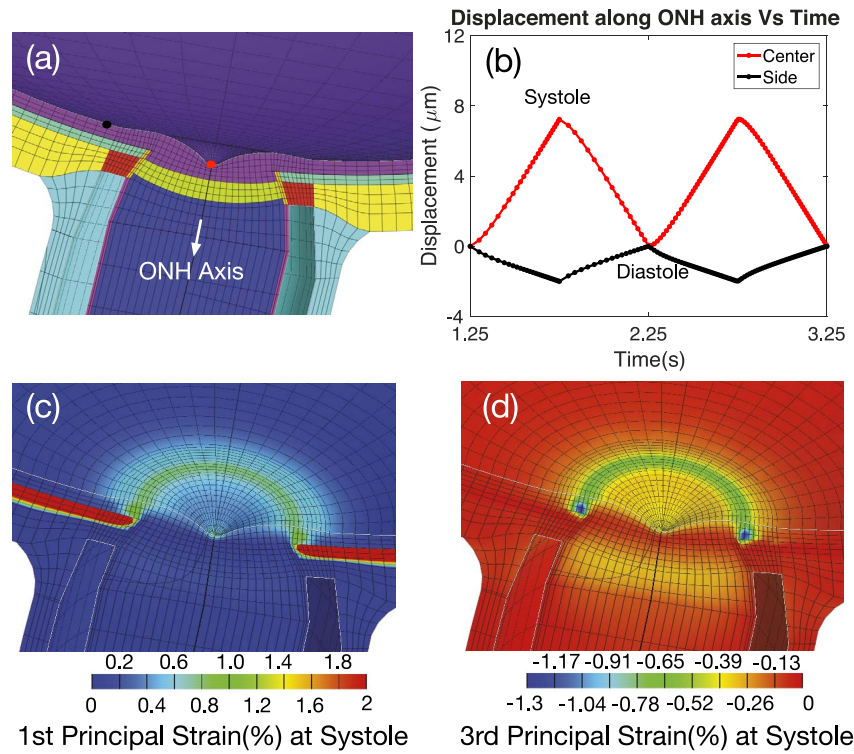 (a)
ONH Axis
Displacement along ONH axis Vs Time
(b)
Center
Side
Systole
Diastole
Displacement ( μm)
12
8
4
0
-4
1.25
2.25
3.25
Time(s)
(c)
0.2 0.6 1.0 1.4 1.8
0 0.4 0.8 1.2 1.6 2
1st Principal Strain(%) at Systole
(d)
-1.17 -0.91 -0.65 -0.39 -0.13
-1.3 -1.04 -0.78 -0.52 -0.26 0
3rd Principal Strain(%) at Systole